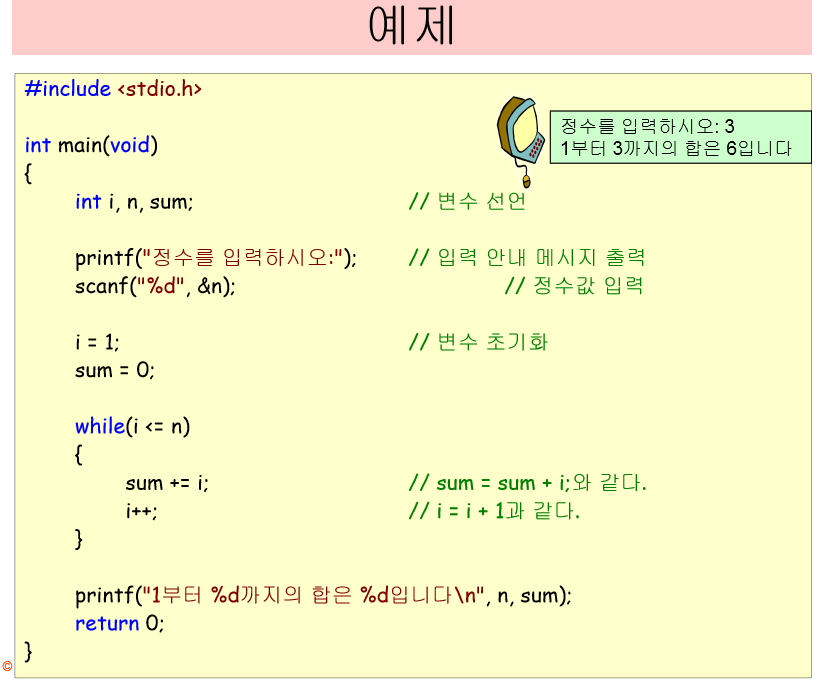 예제
#include <stdio.h>
정수를 입력하시오: 3
1부터 3까지의 합은 6입니다
int main(void)
{
int i, n, sum; // 변수 선언
printf("정수를 입력하시오:"); // 입력 안내 메시지 출력
scanf("%d", &n); // 정수값 입력
i = 1; // 변수 초기화
sum = 0;
while(i <= n)
{
sum += i; // sum = sum + i;와 같다.
i++; // i = i + 1과 같다.
}
printf("1부터 %d까지의 합은 %d입니다\n", n, sum);
return 0;
}
©